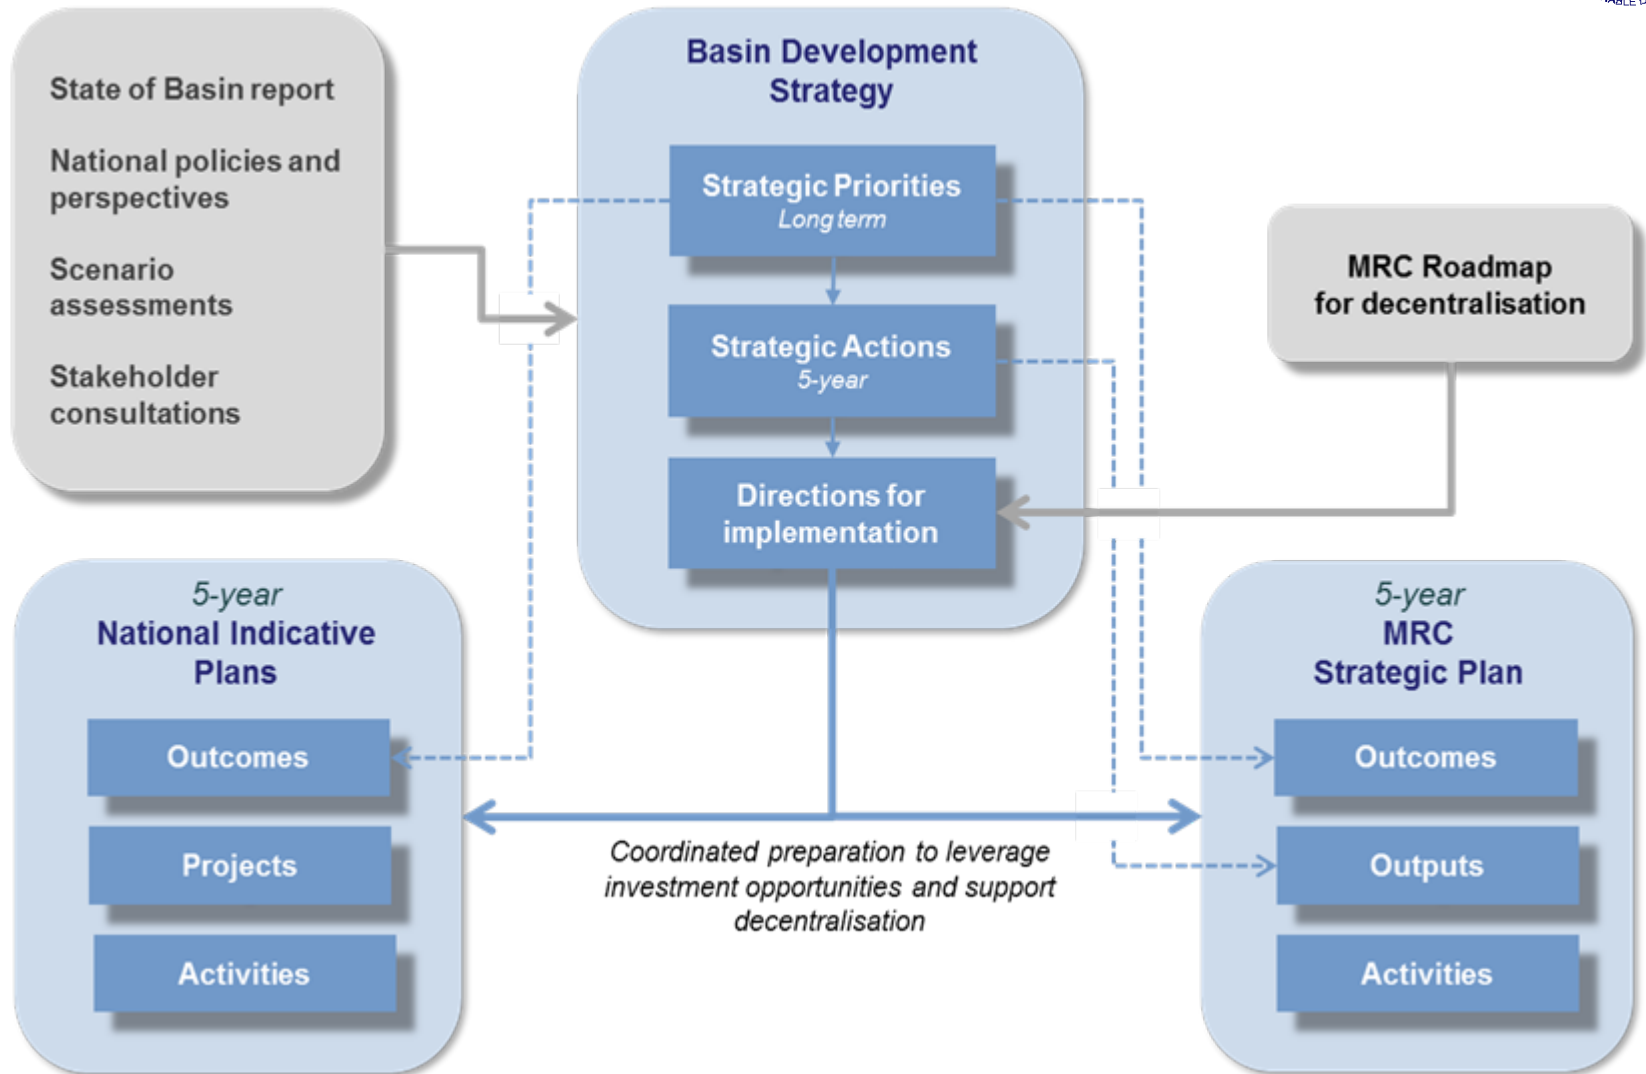 State of Basin report
National policies and
perspectives
Scenario
assessments
Stakeholder
consultations
Basin Development
Strategy
Strategic Priorities
Long term
Strategic Actions
5-year
Directions for
implementation
MRC Roadmap
for decentralisation
5-year
National Indicative
Plans
Outcomes
Projects
Activities
Coordinated preparation to leverage
investment opportunities and support
decentralisation
5-year
MRC
Strategic Plan
Outcomes
Outputs
Activities